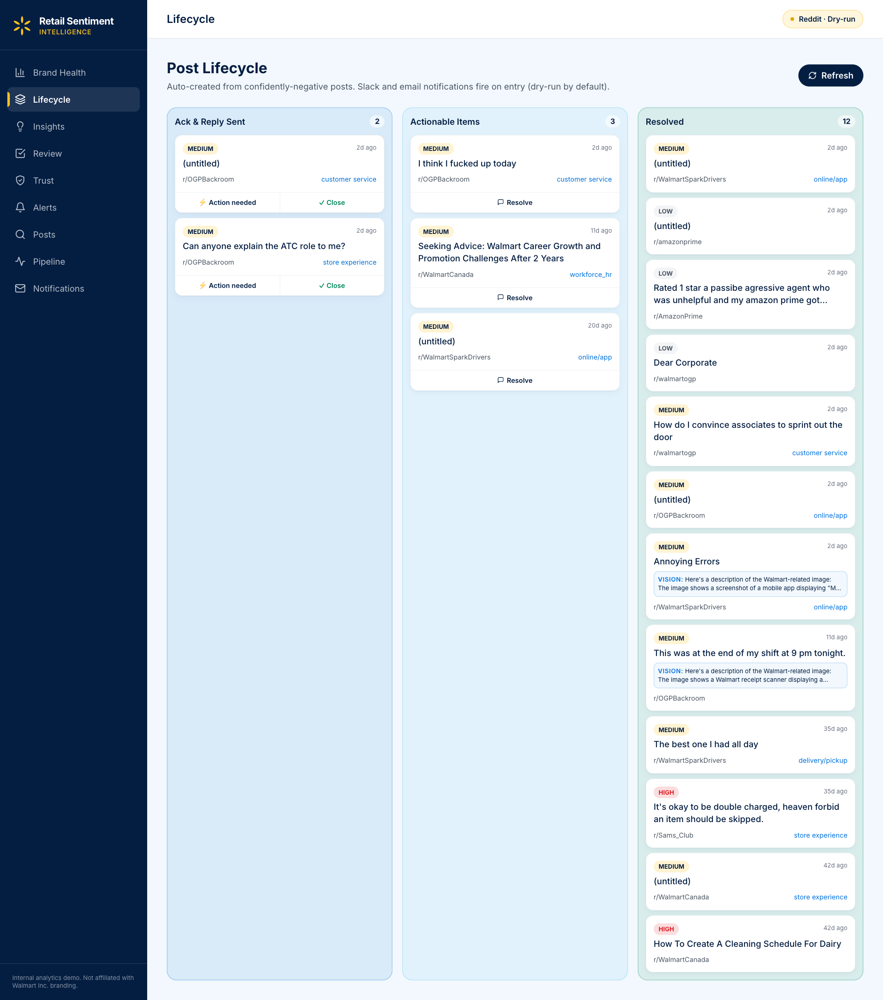 Retail Sentiment
INTELLIGENCE
Brand Health
Lifecycle
Insights
Review
Trust
Alerts
Posts
Pipeline
Notifications
Internal analytics demo. Not affiliated with
Walmart Inc. branding.
Lifecycle
Reddit · Dry-run
Post Lifecycle
Auto-created from confidently-negative posts. Slack and email notifications fire on entry (dry-run by default).
Refresh
Ack & Reply Sent 2
MEDIUM 2d ago
(untitled)
r/OGPBackroom customer service
⚡ Action needed ✓ Close
MEDIUM 2d ago
Can anyone explain the ATC role to me?
r/OGPBackroom store experience
⚡ Action needed ✓ Close
Actionable Items 3
MEDIUM 2d ago
I think I fucked up today
r/OGPBackroom customer service
Resolve
MEDIUM 11d ago
Seeking Advice: Walmart Career Growth and
Promotion Challenges After 2 Years
r/WalmartCanada workforce_hr
Resolve
MEDIUM 20d ago
(untitled)
r/WalmartSparkDrivers online/app
Resolve
Resolved 12
MEDIUM 2d ago
(untitled)
r/WalmartSparkDrivers online/app
LOW 2d ago
(untitled)
r/amazonprime
LOW 2d ago
Rated 1 star a passibe agressive agent who
was unhelpful and my amazon prime got...
r/AmazonPrime
LOW 2d ago
Dear Corporate
r/walmartogp
MEDIUM 2d ago
How do I convince associates to sprint out the
door
r/walmartogp customer service
MEDIUM 2d ago
(untitled)
r/OGPBackroom online/app
MEDIUM 2d ago
Annoying Errors
VISION: Here's a description of the Walmart-related image:
The image shows a screenshot of a mobile app displaying "M...
r/WalmartSparkDrivers online/app
MEDIUM 11d ago
This was at the end of my shift at 9 pm tonight.
VISION: Here's a description of the Walmart-related image:
The image shows a Walmart receipt scanner displaying a...
r/OGPBackroom
MEDIUM 35d ago
The best one I had all day
r/WalmartSparkDrivers delivery/pickup
HIGH 35d ago
It's okay to be double charged, heaven forbid
an item should be skipped.
r/Sams_Club store experience
MEDIUM 42d ago
(untitled)
r/WalmartCanada store experience
HIGH 42d ago
How To Create A Cleaning Schedule For Dairy
r/WalmartCanada